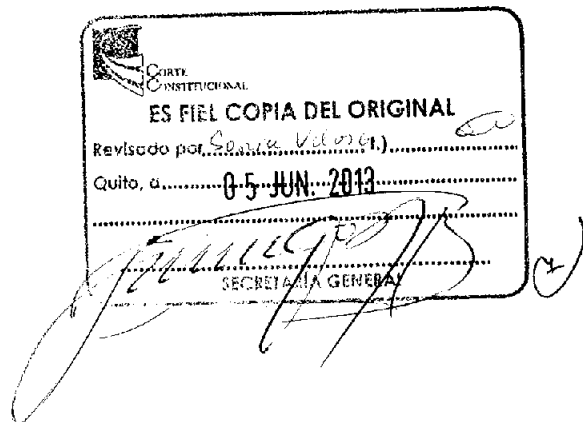 CORTE
CONSTITUCIONAL
ES FIEL COPIA DEL ORIGINAL
Revisado por f.)
Quito, a 05 JUN. 2013
SECRETARÍA GENERAL